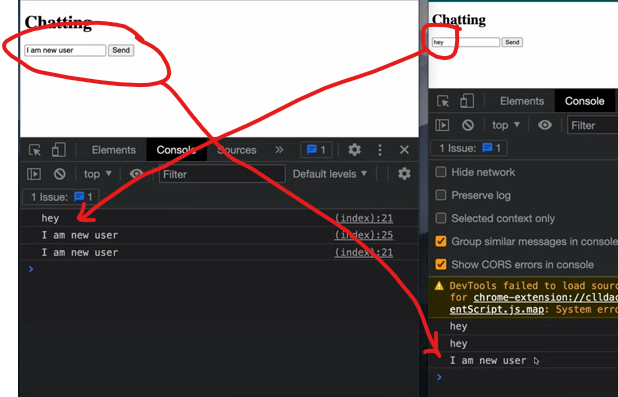 Chatting
I am new user Send
Elements Console Sources » 1
top ▼ Filter Default levels ▼
1 Issue: 1
hey (index):21
I am new user (index):25
I am new user (index):21
Chatting
hey Send
Elements Console
top ▼ Filter
1 Issue: 1
Hide network
Preserve log
Selected context only
Group similar messages in console
Show CORS errors in console
DevTools failed to load sourc
for chrome-extension://clldac
entScript.js.map: System erro
hey
hey
I am new user